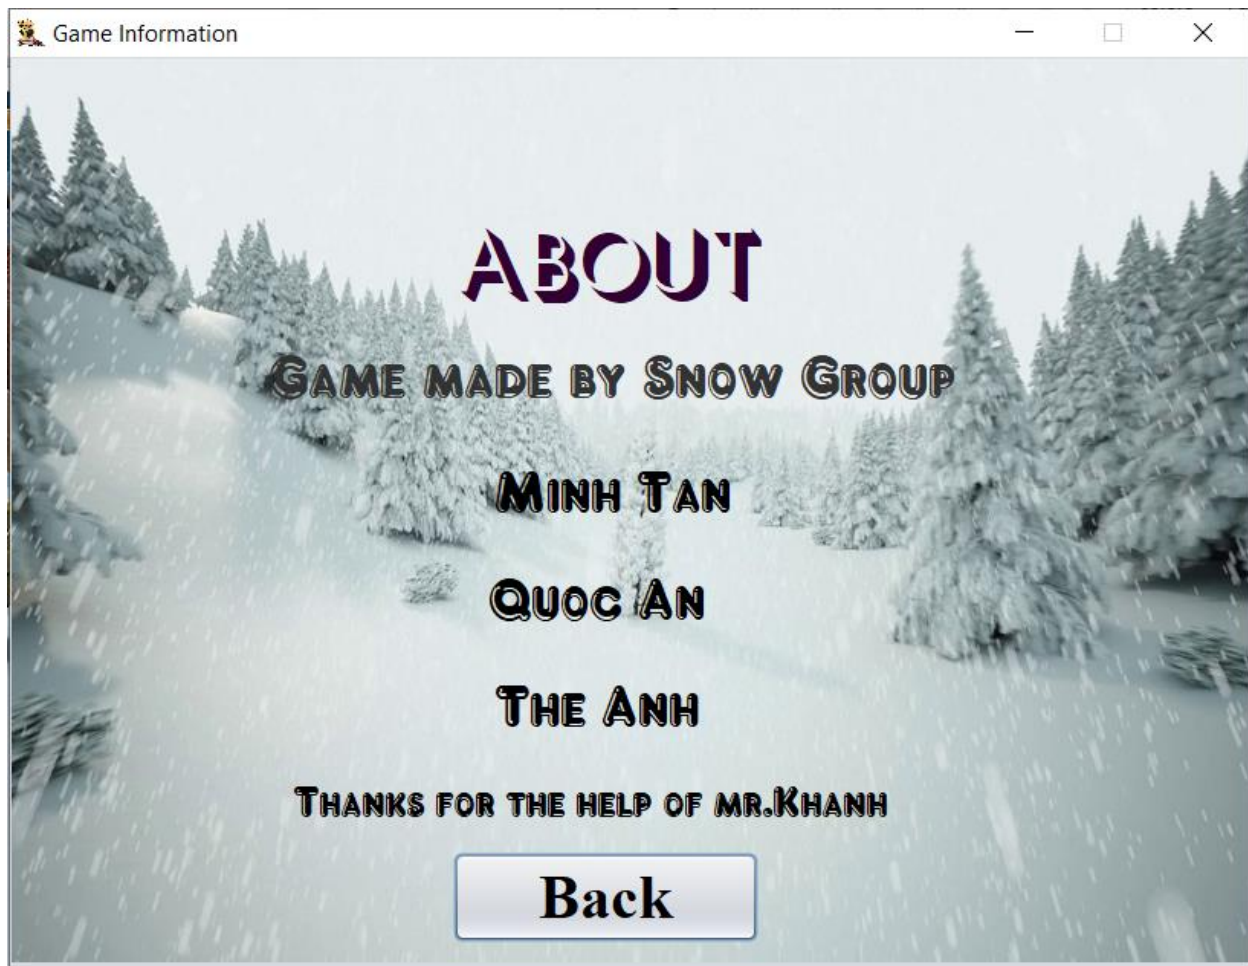 Game Information
ABOUT
GAME MADE BY SNOW GROUP
MINH TAN
QUOC AN
THE ANH
THANKS FOR THE HELP OF MR.KHANH
Back